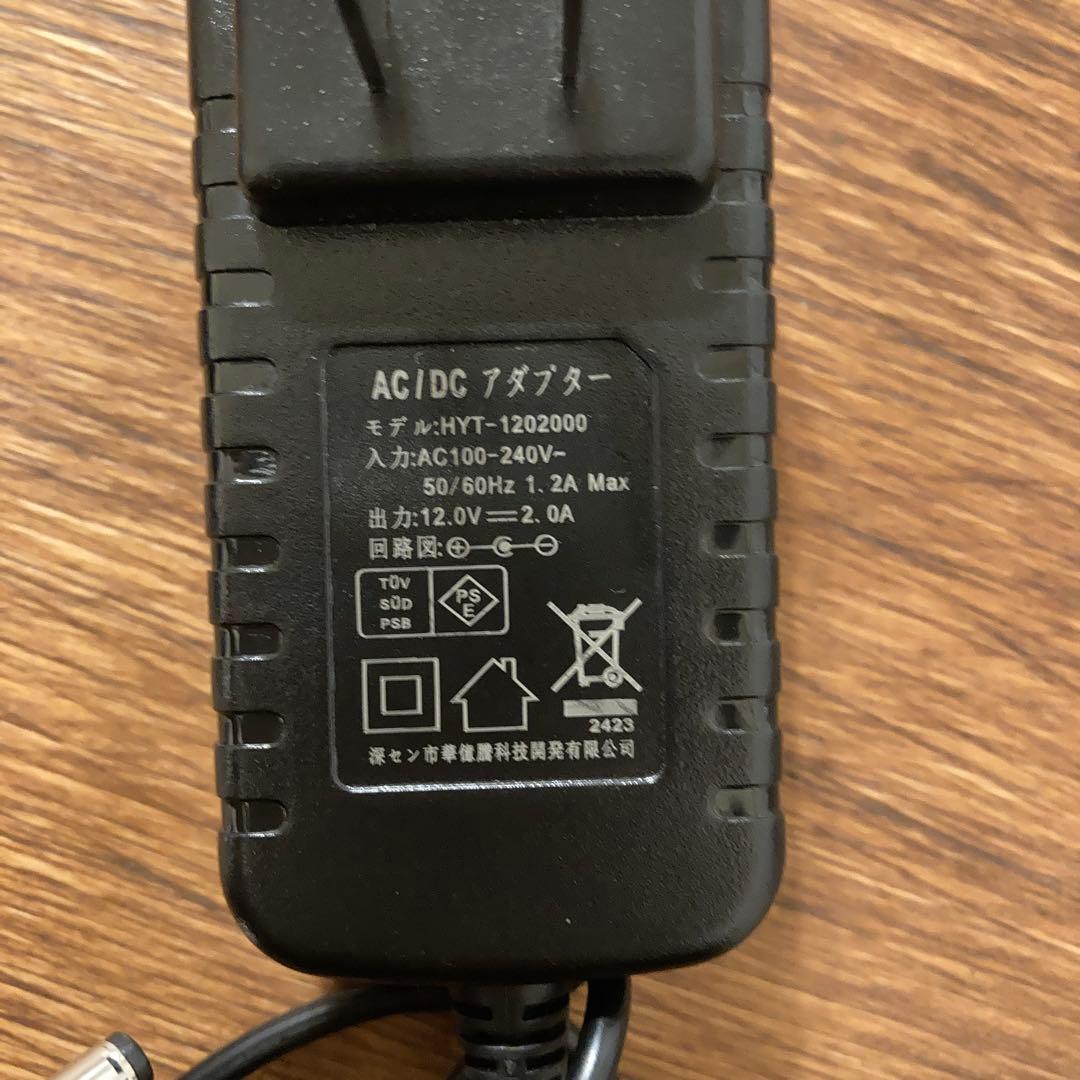 AC/DC アダプター
モデル:HYT-1202000
入力:AC100-240V~
50/60Hz 1.2A Max
出力:12.0V⎓2.0A
回路図:
TÜV
SÜD
PSB
PS
E
2423
深セン市華億騰科技開発有限公司